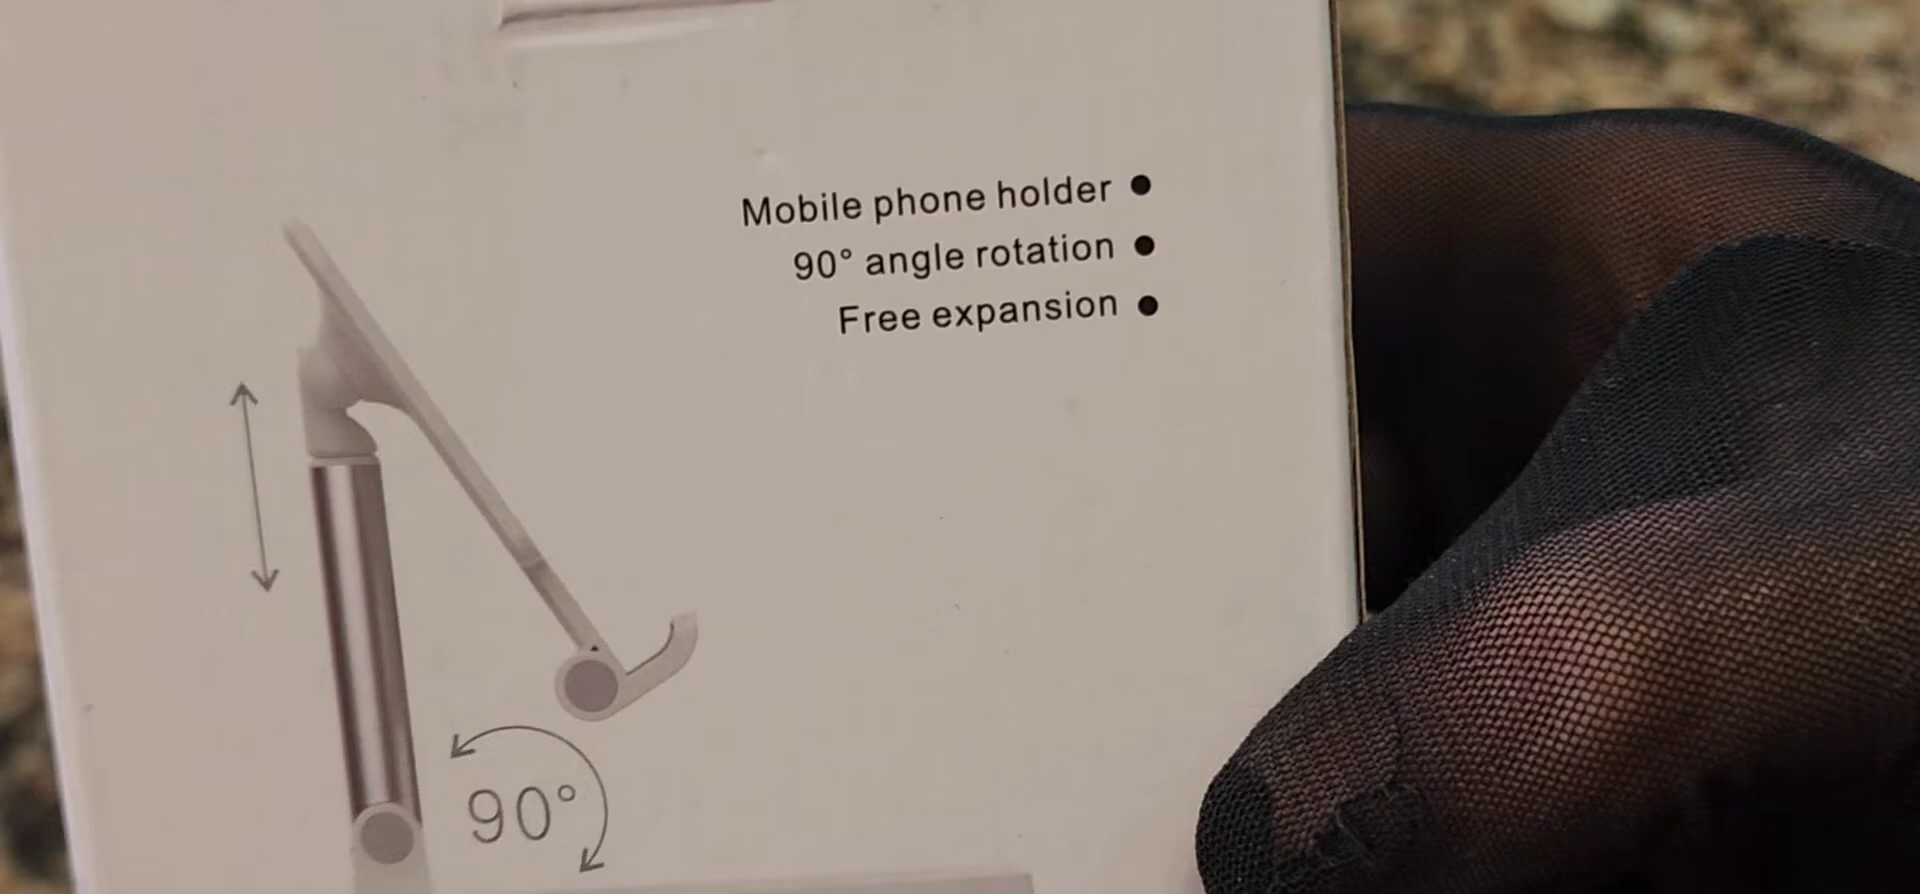 Mobile phone holder ●
90° angle rotation ●
Free expansion ●
90°